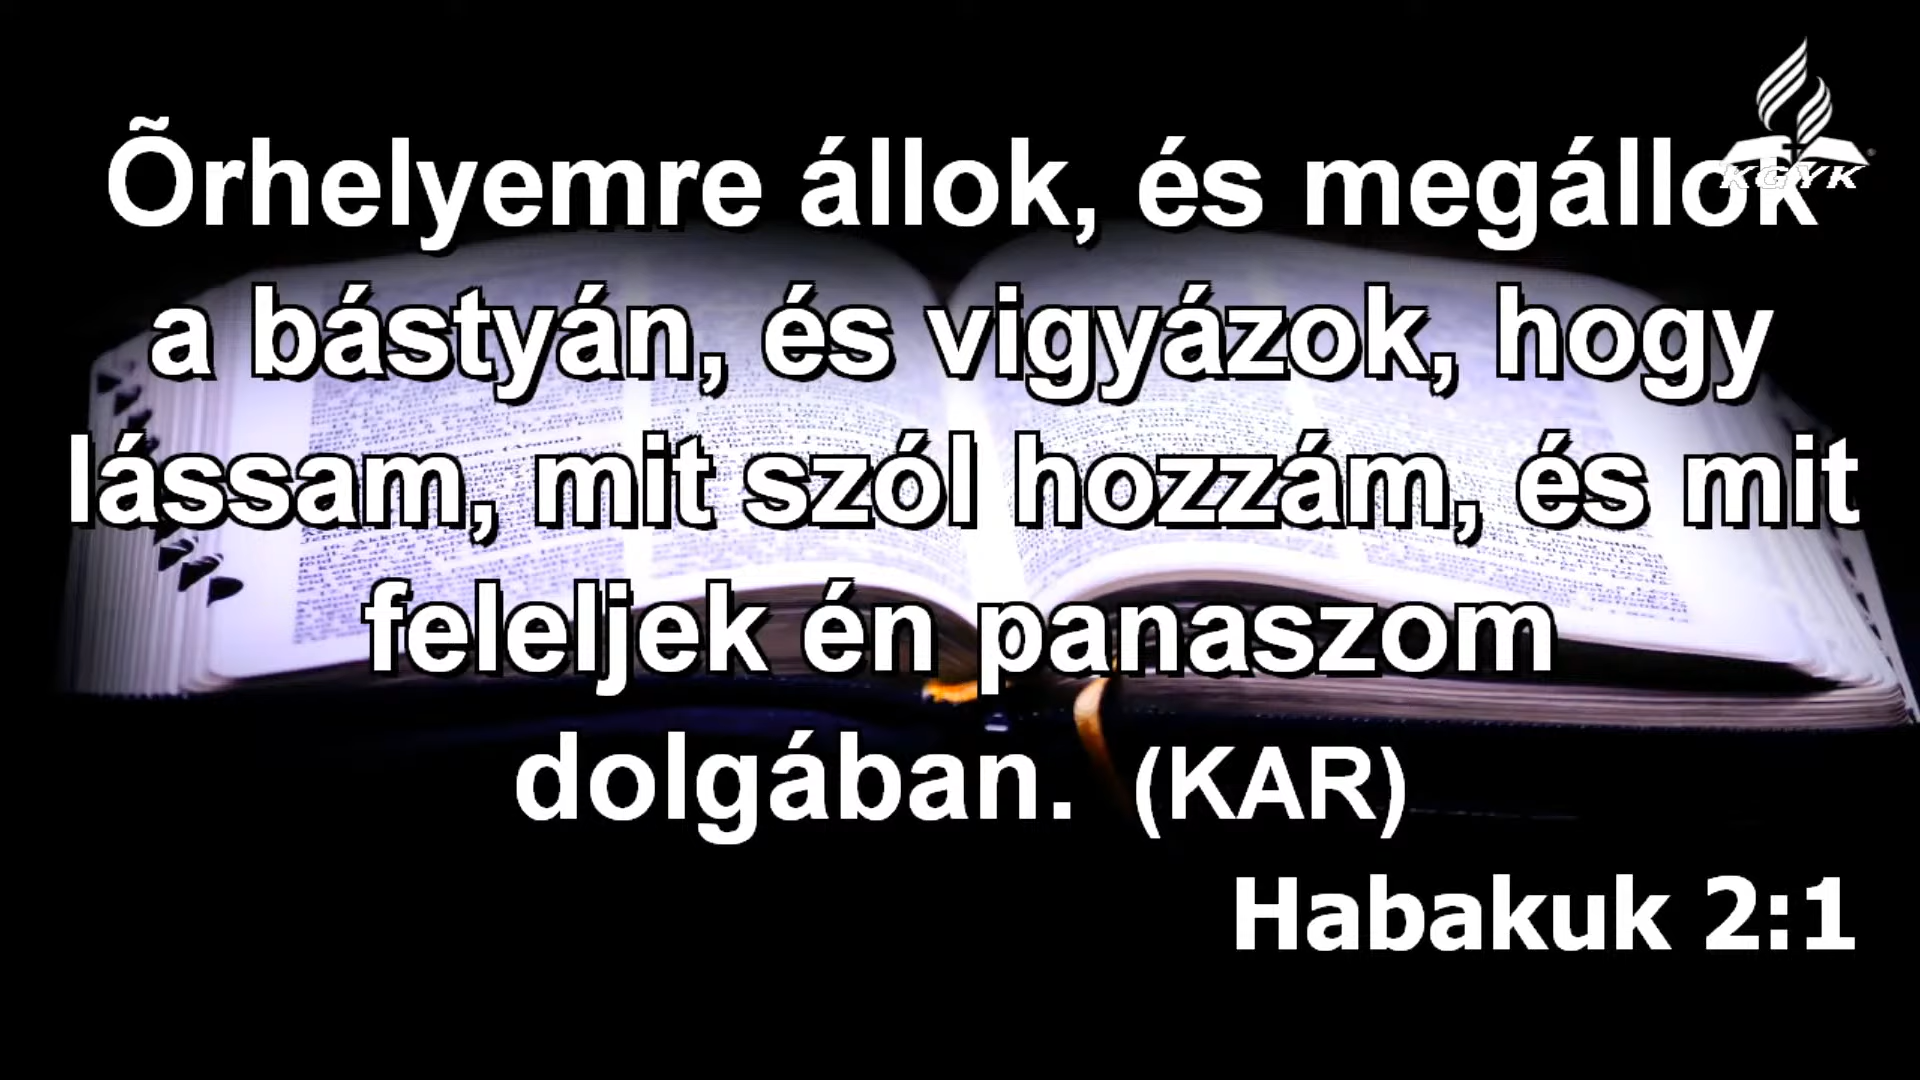 Õrhelyemre állok, és megállok
a bástyán, és vigyázok, hogy
lássam, mit szól hozzám, és mit
feleljek én panaszom
dolgában. (KAR)
Habakuk 2:1
KGYK